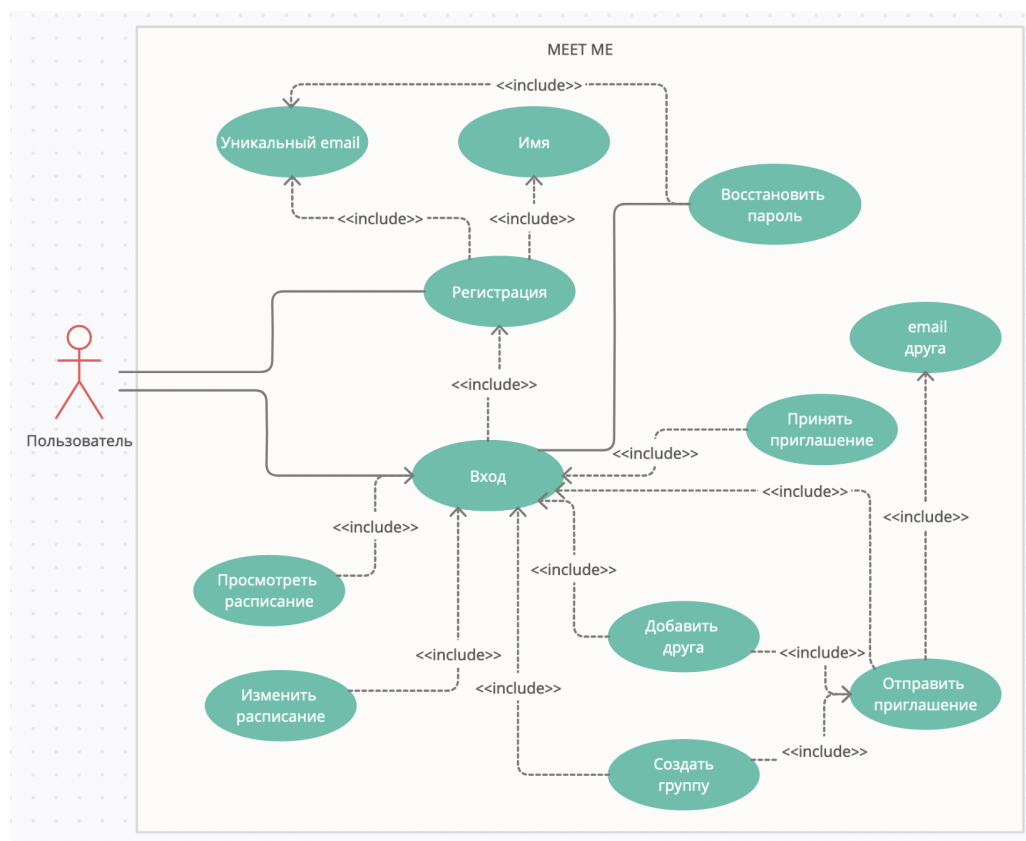 MEET ME
<<include>>
Уникальный email
Имя
Восстановить
пароль
<<include>>
<<include>>
Регистрация
email
друга
<<include>>
Принять
приглашение
Пользователь
<<include>>
Вход
<<include>>
<<include>>
<<include>>
<<include>>
Просмотреть
расписание
Добавить
друга
<<include>>
<<include>>
<<include>>
Изменить
расписание
Отправить
приглашение
<<include>>
Создать
группу